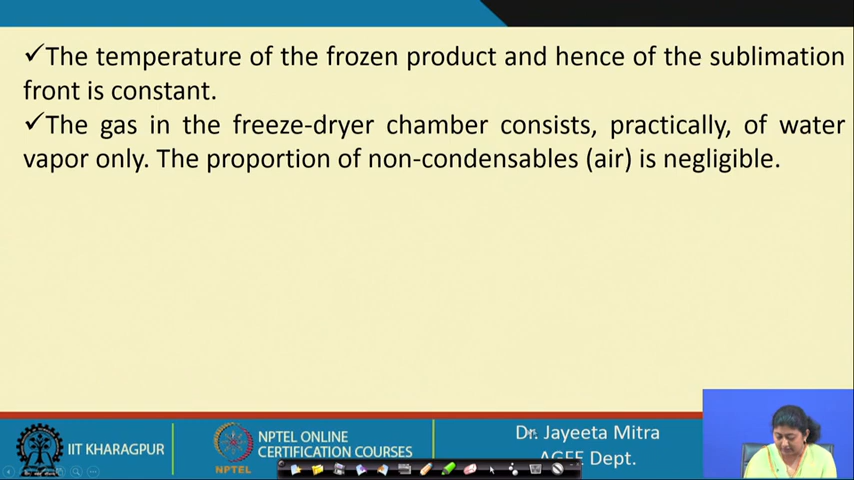 ✓The temperature of the frozen product and hence of the sublimation
front is constant.
✓The gas in the freeze-dryer chamber consists, practically, of water
vapor only. The proportion of non-condensables (air) is negligible.
IIT KHARAGPUR
NPTEL
NPTEL ONLINE
CERTIFICATION COURSES
Dr. Jayeeta Mitra
AGFE Dept.